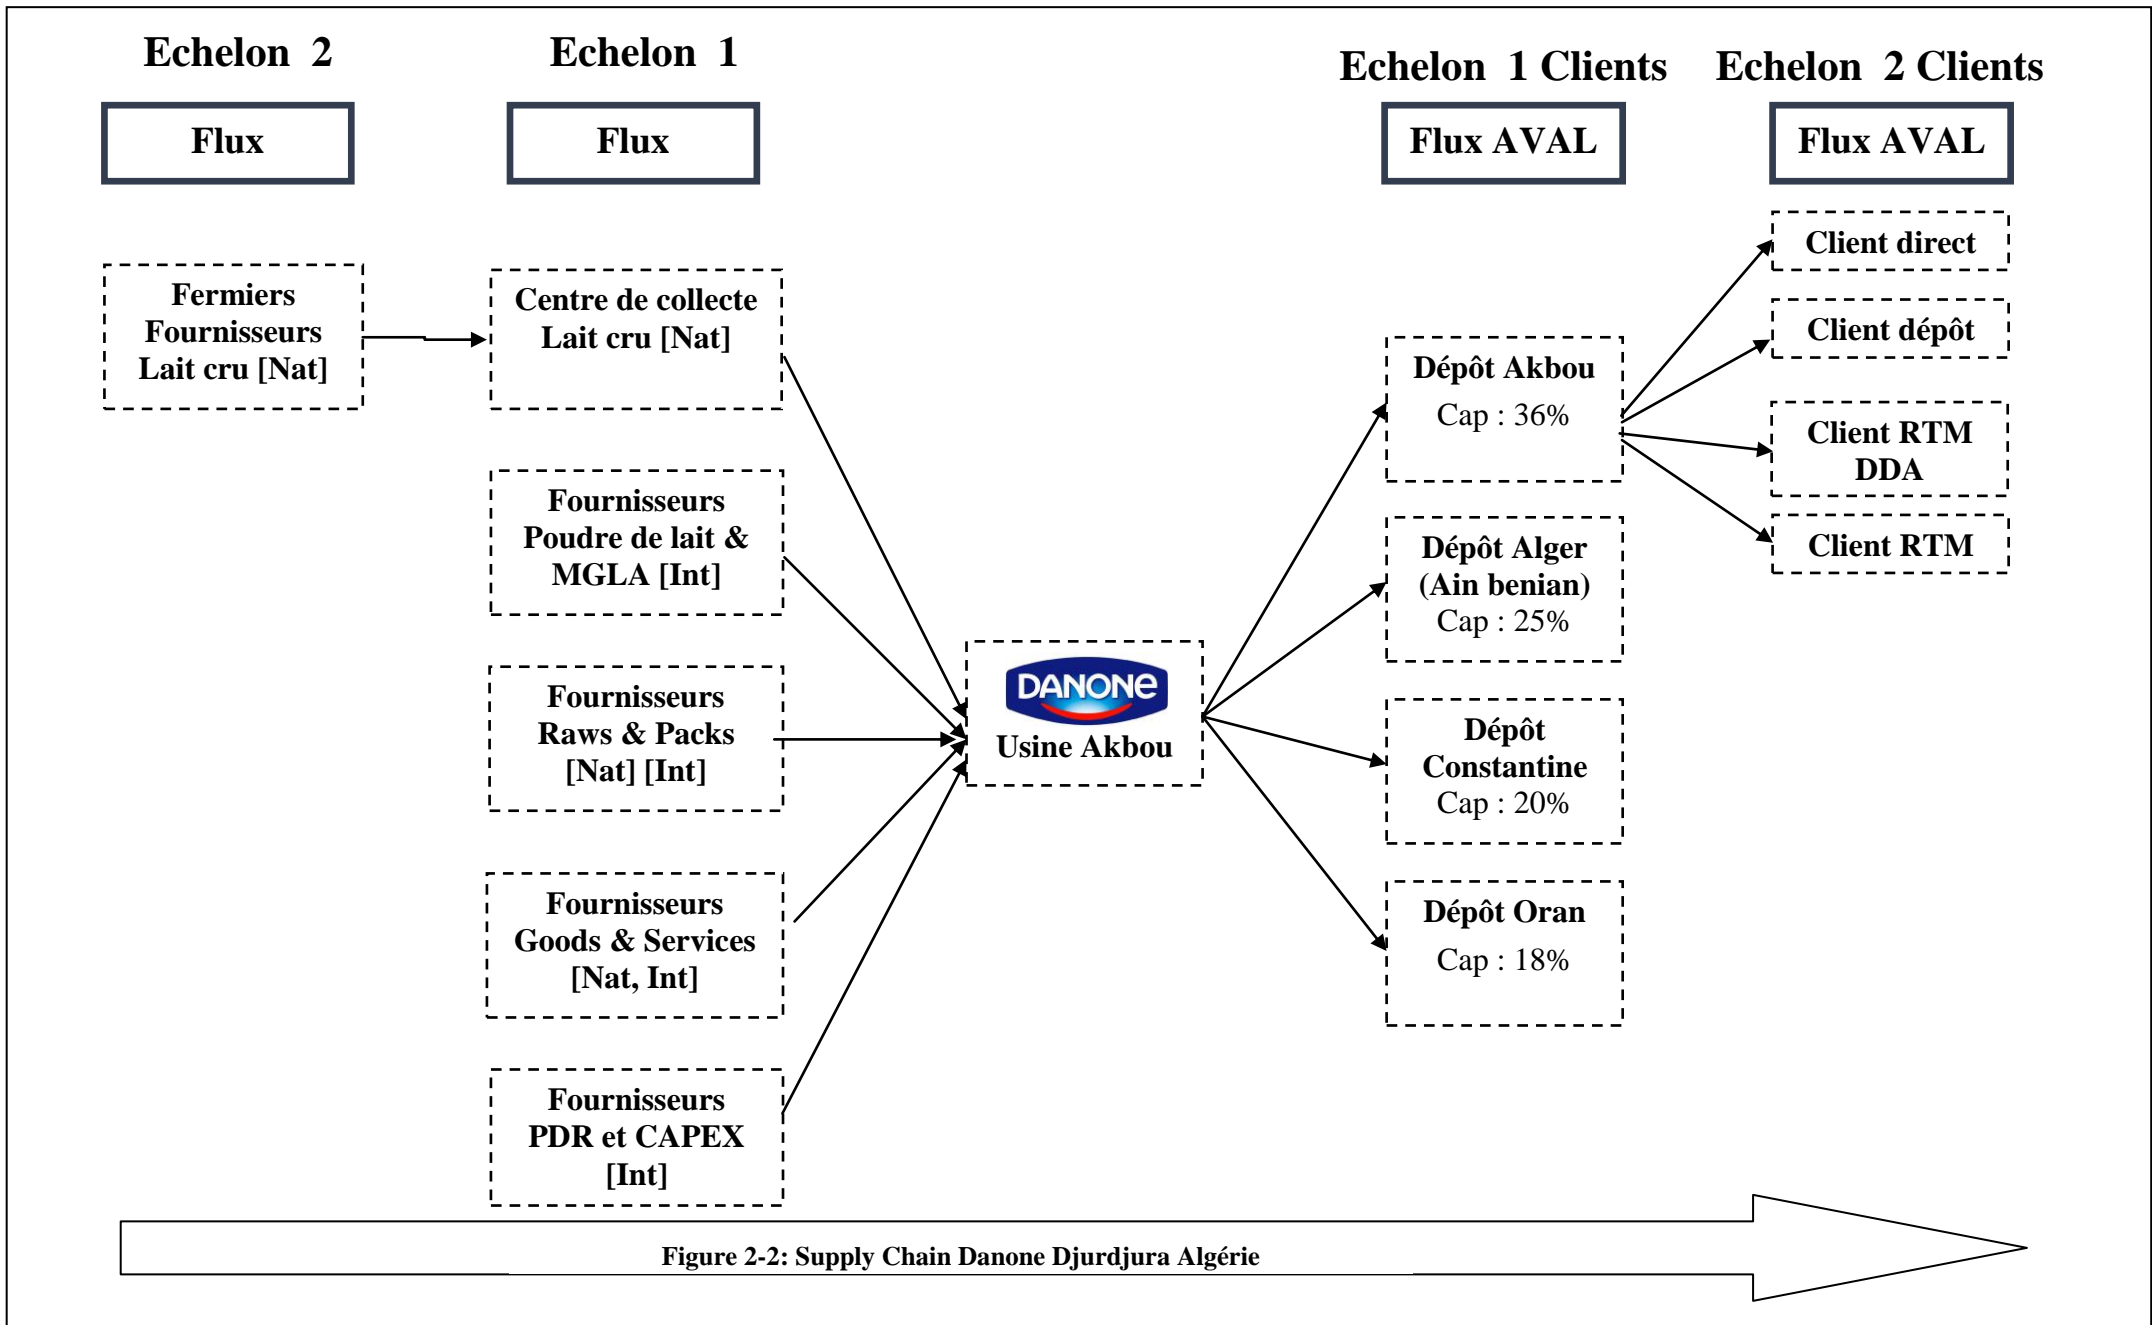 Echelon 2
Echelon 1
Echelon 1 Clients
Echelon 2 Clients
Flux
Flux
Flux AVAL
Flux AVAL
Fermiers
Fournisseurs
Lait cru [Nat]
Centre de collecte
Lait cru [Nat]
Fournisseurs
Poudre de lait &
MGLA [Int]
Fournisseurs
Raws & Packs
[Nat] [Int]
Fournisseurs
Goods & Services
[Nat, Int]
Fournisseurs
PDR et CAPEX
[Int]
DANONE
Usine Akbou
Dépôt Akbou
Cap : 36%
Dépôt Alger
(Ain benian)
Cap : 25%
Dépôt
Constantine
Cap : 20%
Dépôt Oran
Cap : 18%
Client direct
Client dépôt
Client RTM
DDA
Client RTM
Figure 2-2: Supply Chain Danone Djurdjura Algérie